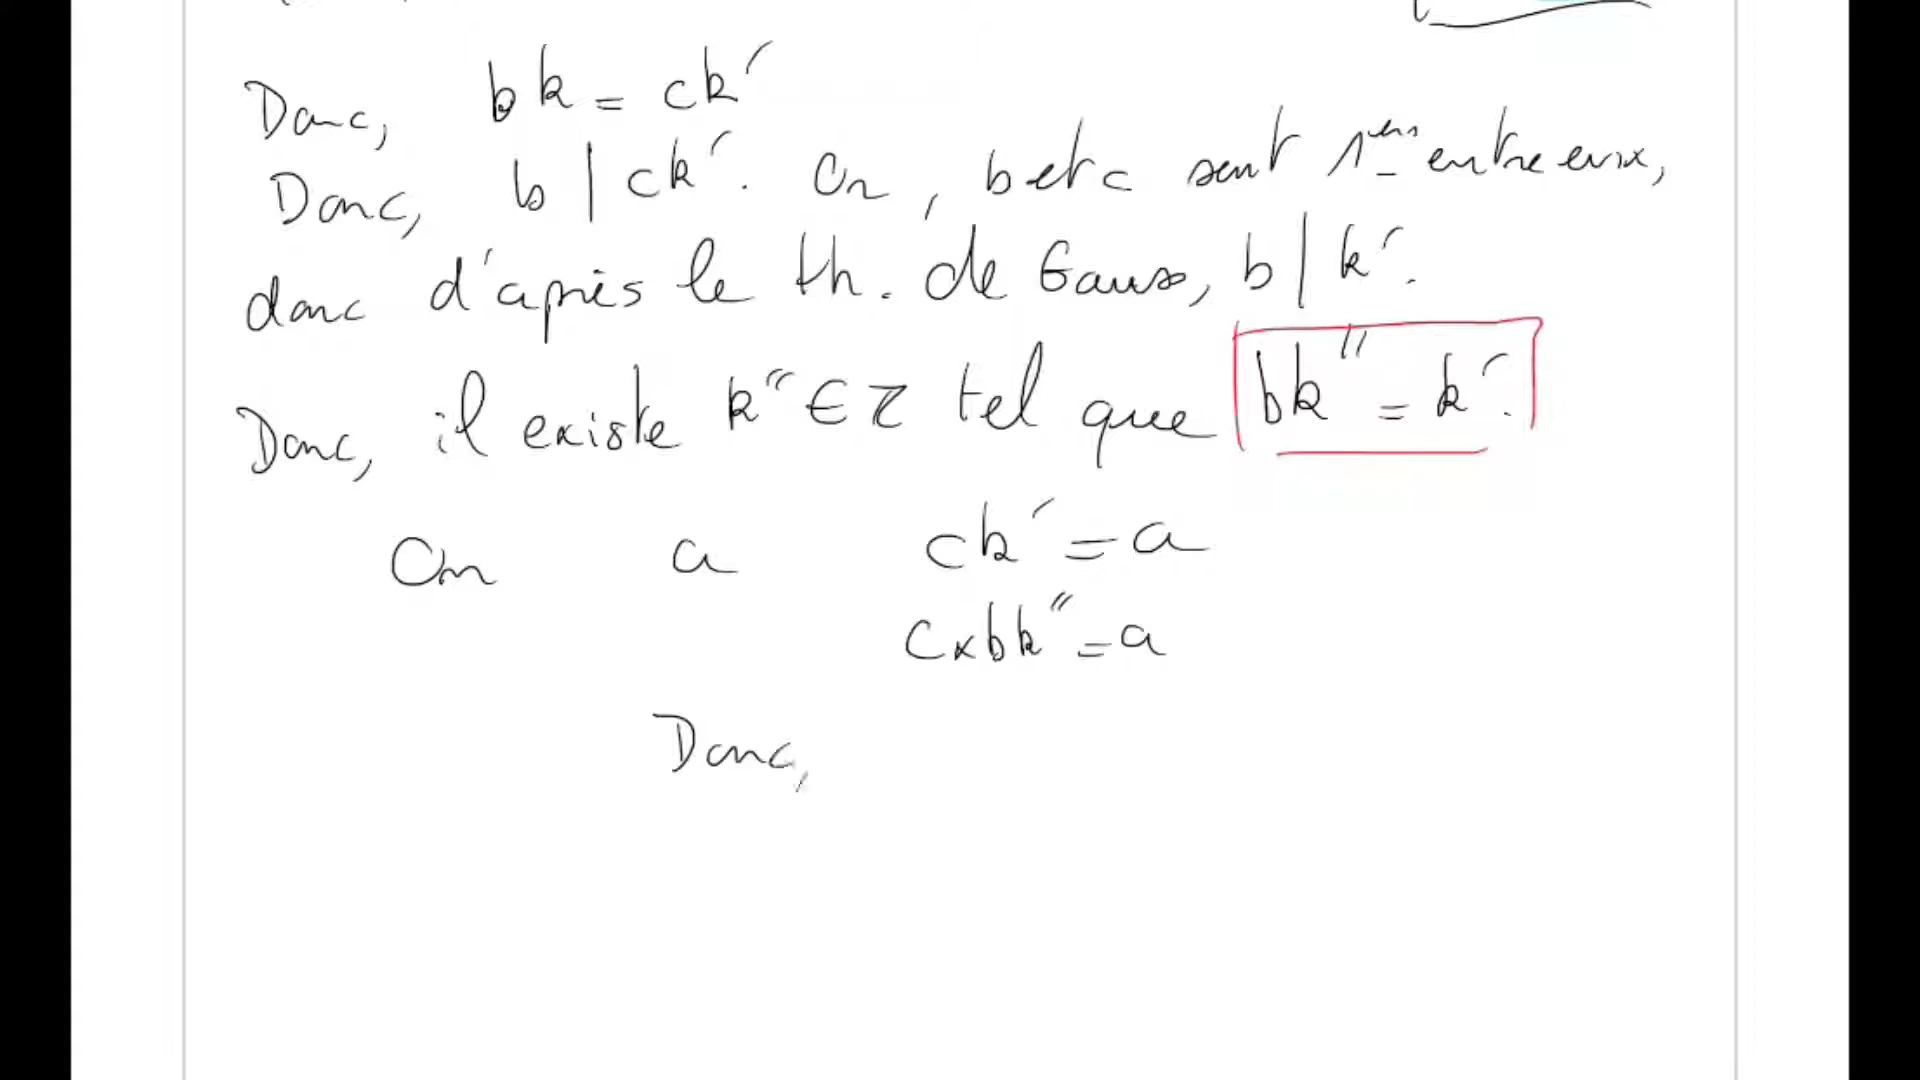 Donc, bk = ck'
Donc, b | ck'. Or, b et c sont 1ers entre eux,
donc d'après le th. de Gauss, b | k'.
Donc, il existe k'' ∈ Z tel que bk'' = k'.
On a ck' = a
c×bk'' = a
Donc,